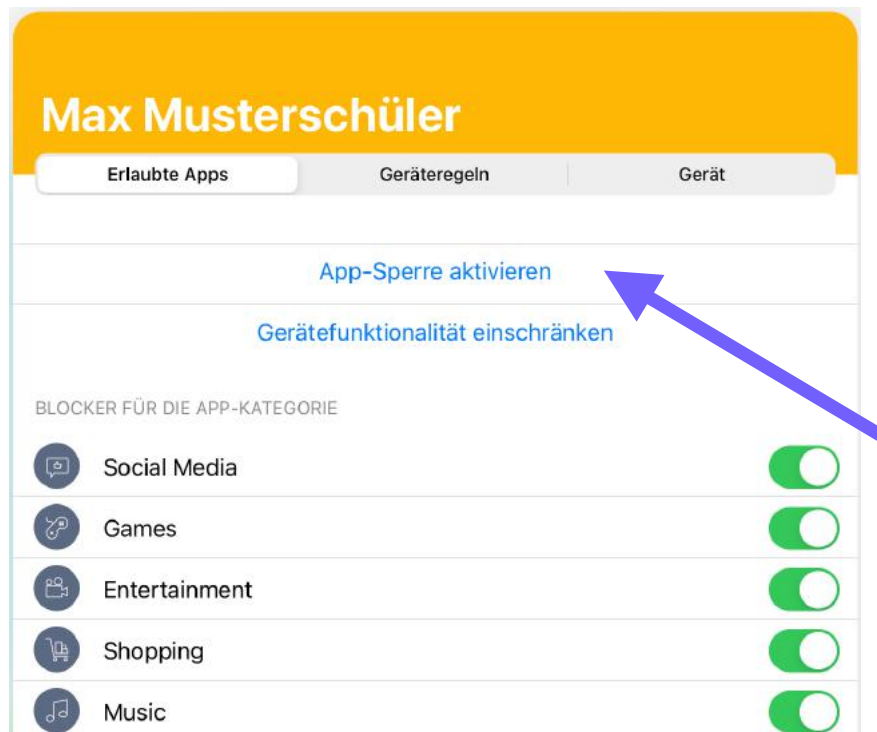 Max Musterschüler
Erlaubte Apps Geräteregeln Gerät
App-Sperre aktivieren
Gerätefunktionalität einschränken
BLOCKER FÜR DIE APP-KATEGORIE
Social Media
Games
Entertainment
Shopping
Music